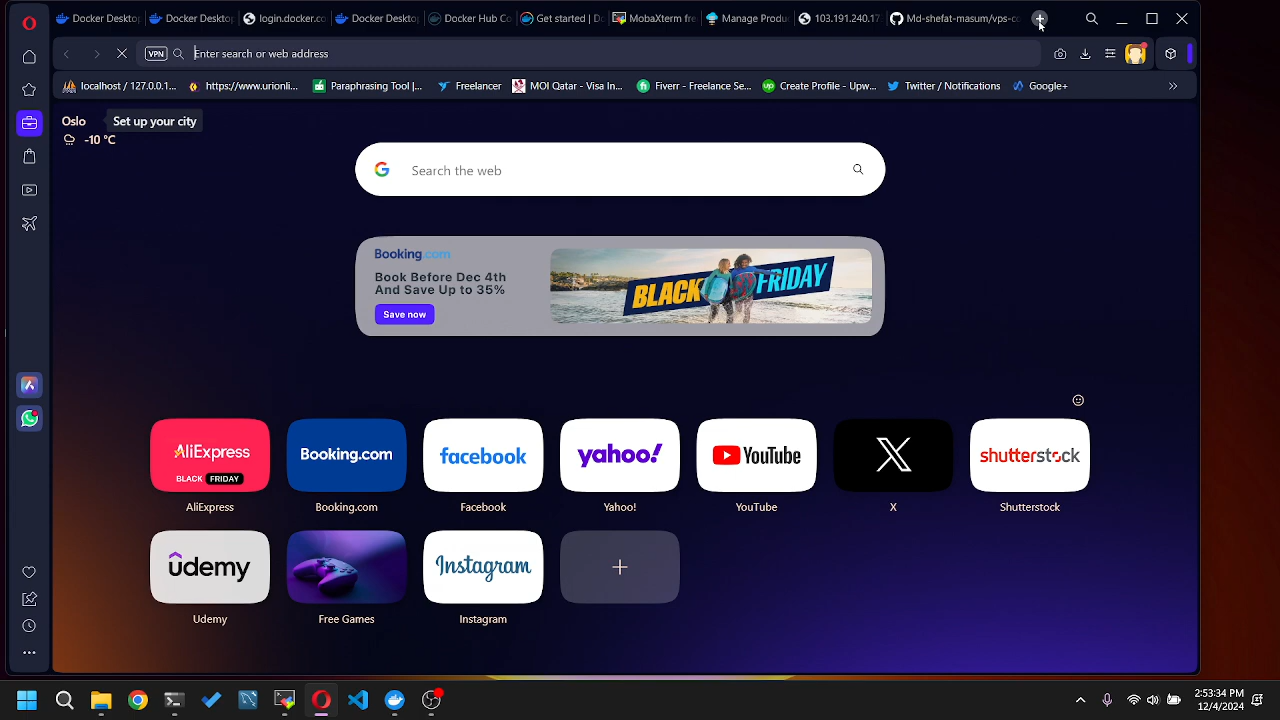 Docker Desktop
Docker Desktop
login.docker.co
Docker Desktop
Docker Hub Co
Get started | D
MobaXterm fre
Manage Produ
103.191.240.17
Md-shefat-masum/vps-co
VPN
Enter search or web address
localhost / 127.0.0.1...
https://www.urionli...
Paraphrasing Tool |...
Freelancer
MOI Qatar - Visa In...
Fiverr - Freelance Se...
Create Profile - Upw...
Twitter / Notifications
Google+
Oslo
Set up your city
-10 °C
Search the web
Booking.com
Book Before Dec 4th
And Save Up to 35%
Save now
BLACK FRIDAY
AliExpress
BLACK FRIDAY
Booking.com
facebook
yahoo!
YouTube
shutterstock
AliExpress
Booking.com
Facebook
Yahoo!
YouTube
X
Shutterstock
ûdemy
Instagram
Udemy
Free Games
Instagram
2:53:34 PM
12/4/2024